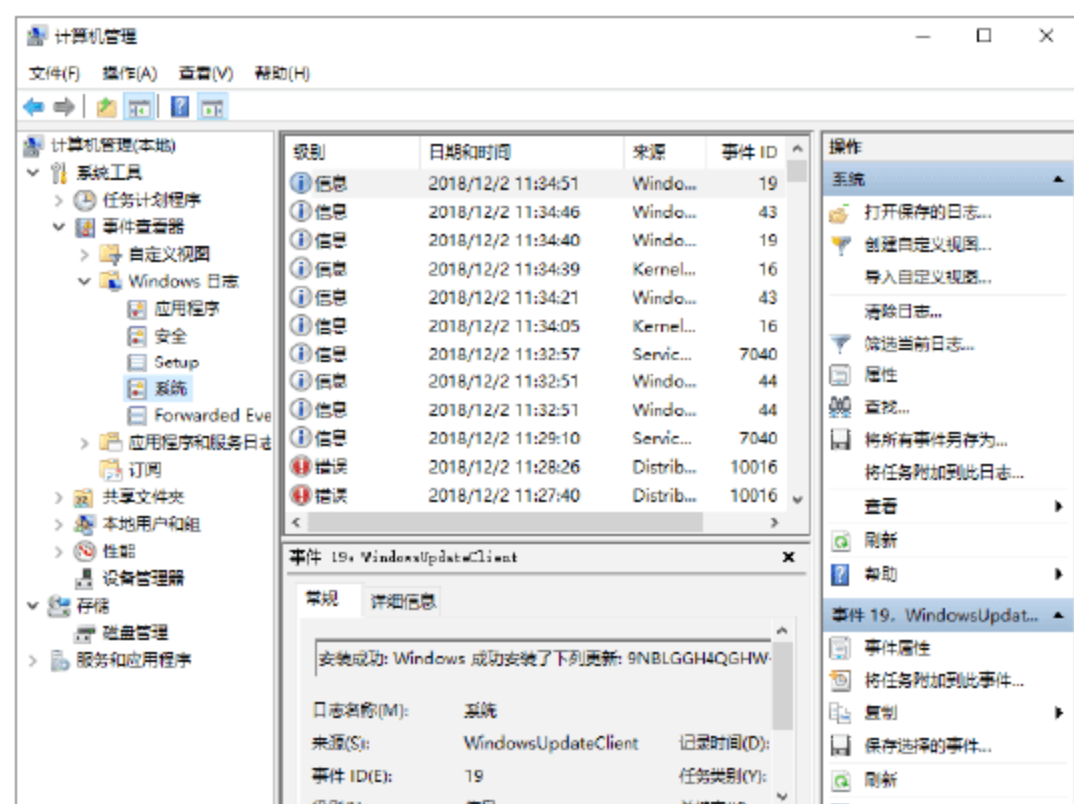 计算机管理
文件(F) 操作(A) 查看(V) 帮助(H)
计算机管理(本地)
系统工具
任务计划程序
事件查看器
自定义视图
Windows 日志
应用程序
安全
Setup
系统
Forwarded Eve
应用程序和服务日志
订阅
共享文件夹
本地用户和组
性能
设备管理器
存储
磁盘管理
服务和应用程序
级别 日期和时间 来源 事件 ID
信息 2018/12/2 11:34:51 Windo... 19
信息 2018/12/2 11:34:46 Windo... 43
信息 2018/12/2 11:34:40 Windo... 19
信息 2018/12/2 11:34:39 Kernel... 16
信息 2018/12/2 11:34:21 Windo... 43
信息 2018/12/2 11:34:05 Kernel... 16
信息 2018/12/2 11:32:57 Servic... 7040
信息 2018/12/2 11:32:51 Windo... 44
信息 2018/12/2 11:32:51 Windo... 44
信息 2018/12/2 11:29:10 Servic... 7040
错误 2018/12/2 11:28:26 Distrib... 10016
错误 2018/12/2 11:27:40 Distrib... 10016
事件 19，WindowsUpdateClient
常规 详细信息
安装成功: Windows 成功安装了下列更新: 9NBLGGH4QGHW-
日志名称(M): 系统
来源(S): WindowsUpdateClient 记录时间(D):
事件 ID(E): 19 任务类别(Y):
操作
系统
打开保存的日志...
创建自定义视图...
导入自定义视图...
清除日志...
筛选当前日志...
属性
查找...
将所有事件另存为...
将任务附加到此日志...
查看
刷新
帮助
事件 19，WindowsUpdat...
事件属性
将任务附加到此事件...
复制
保存选择的事件...
刷新